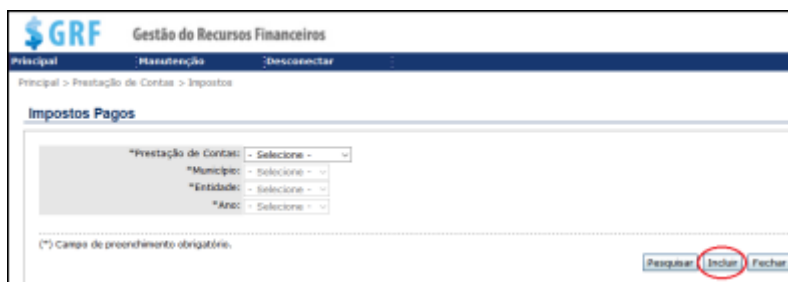 $GRF Gestão do Recursos Financeiros
Principal Manutenção Desconectar
Principal > Prestação de Contas > Impostos
Impostos Pagos
*Prestação de Contas: - Selecione -
*Município: - Selecione -
*Entidade: - Selecione -
*Ano: - Selecione -
(*) Campo de preenchimento obrigatório.
Pesquisar Incluir Fechar